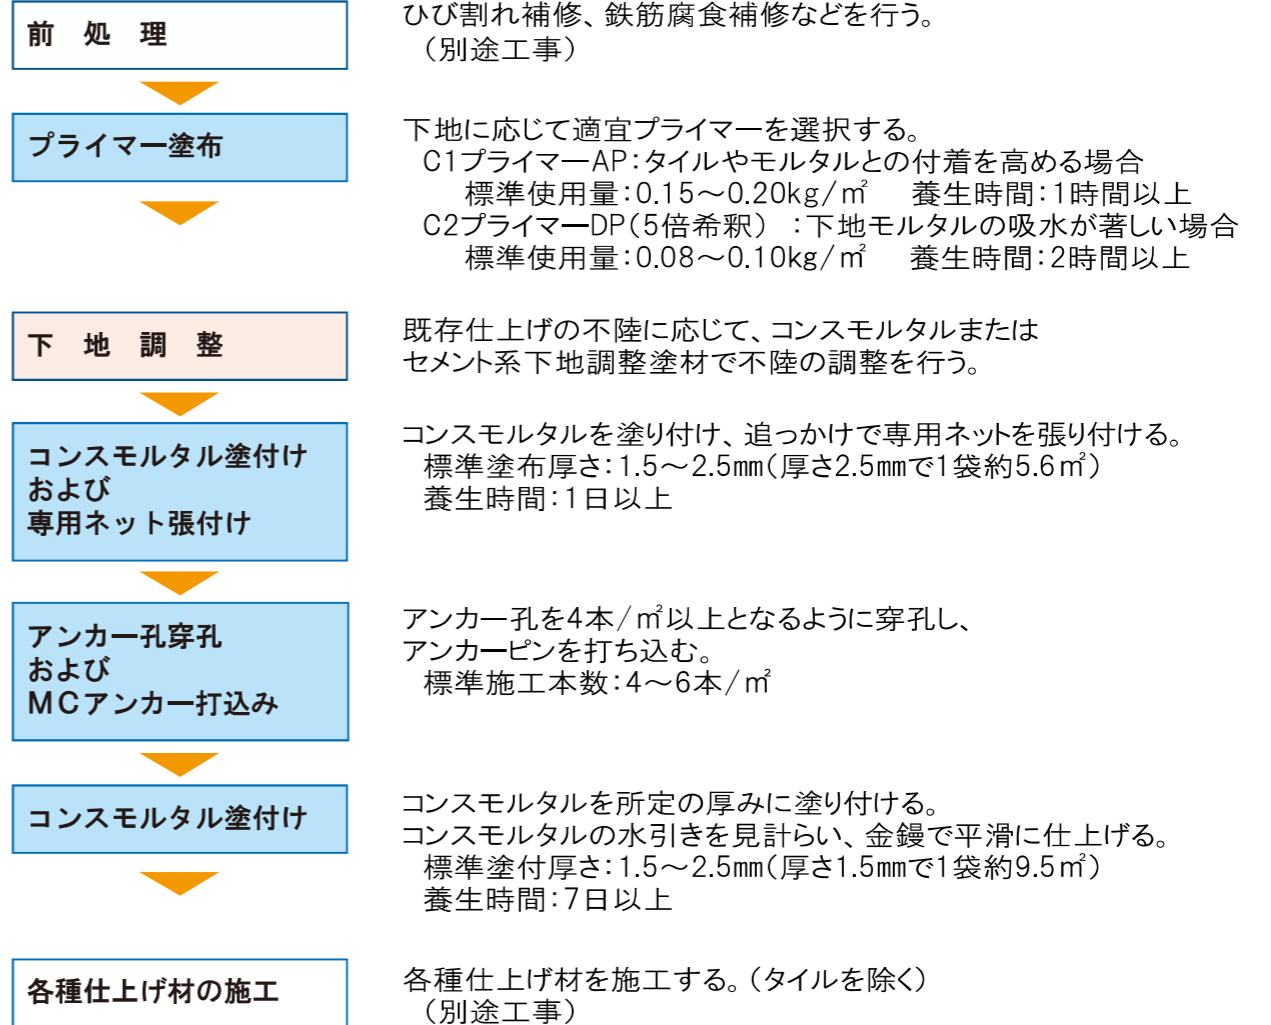 前　処　理
ひび割れ補修、鉄筋腐食補修などを行う。
（別途工事）
プライマー塗布
下地に応じて適宜プライマーを選択する。
C1プライマーAP：タイルやモルタルとの付着を高める場合
標準使用量：0.15～0.20kg/㎡　養生時間：1時間以上
C2プライマーDP（5倍希釈）：下地モルタルの吸水が著しい場合
標準使用量：0.08～0.10kg/㎡　養生時間：2時間以上
下　地　調　整
既存仕上げの不陸に応じて、コンスモルタルまたは
セメント系下地調整塗材で不陸の調整を行う。
コンスモルタル塗付け
および
専用ネット張付け
コンスモルタルを塗り付け、追っかけで専用ネットを張り付ける。
標準塗布厚さ：1.5～2.5㎜（厚さ2.5㎜で1袋約5.6㎡）
養生時間：1日以上
アンカー孔穿孔
および
ＭＣアンカー打込み
アンカー孔を4本/㎡以上となるように穿孔し、
アンカーピンを打ち込む。
標準施工本数：4～6本/㎡
コンスモルタル塗付け
コンスモルタルを所定の厚みに塗り付ける。
コンスモルタルの水引きを見計らい、金鏝で平滑に仕上げる。
標準塗付厚さ：1.5～2.5㎜（厚さ1.5㎜で1袋約9.5㎡）
養生時間：7日以上
各種仕上げ材の施工
各種仕上げ材を施工する。（タイルを除く）
（別途工事）